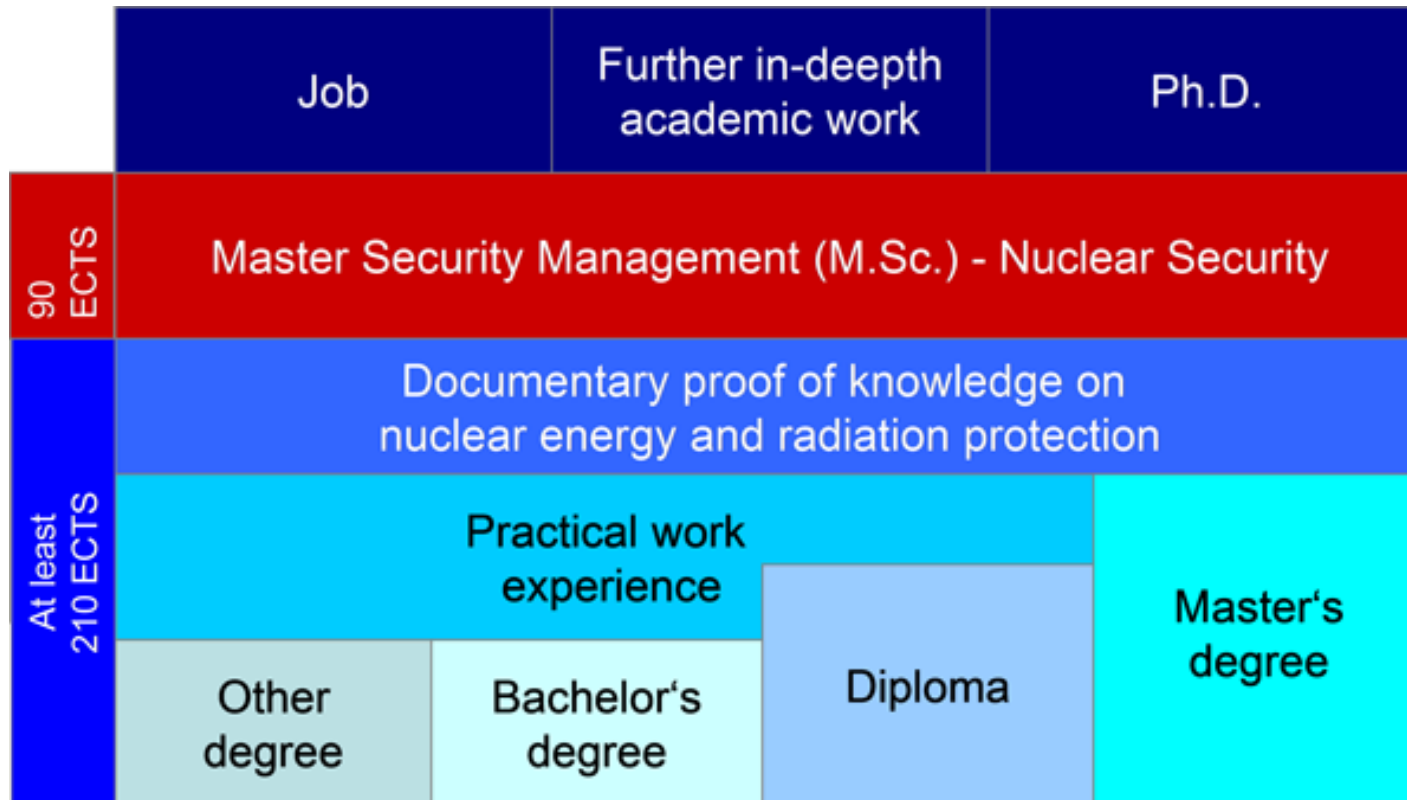 Job
Further in-deepth
academic work
Ph.D.
90
ECTS
Master Security Management (M.Sc.) - Nuclear Security
At least
210 ECTS
Documentary proof of knowledge on
nuclear energy and radiation protection
Practical work
experience
Master‘s
degree
Diploma
Other
degree
Bachelor‘s
degree